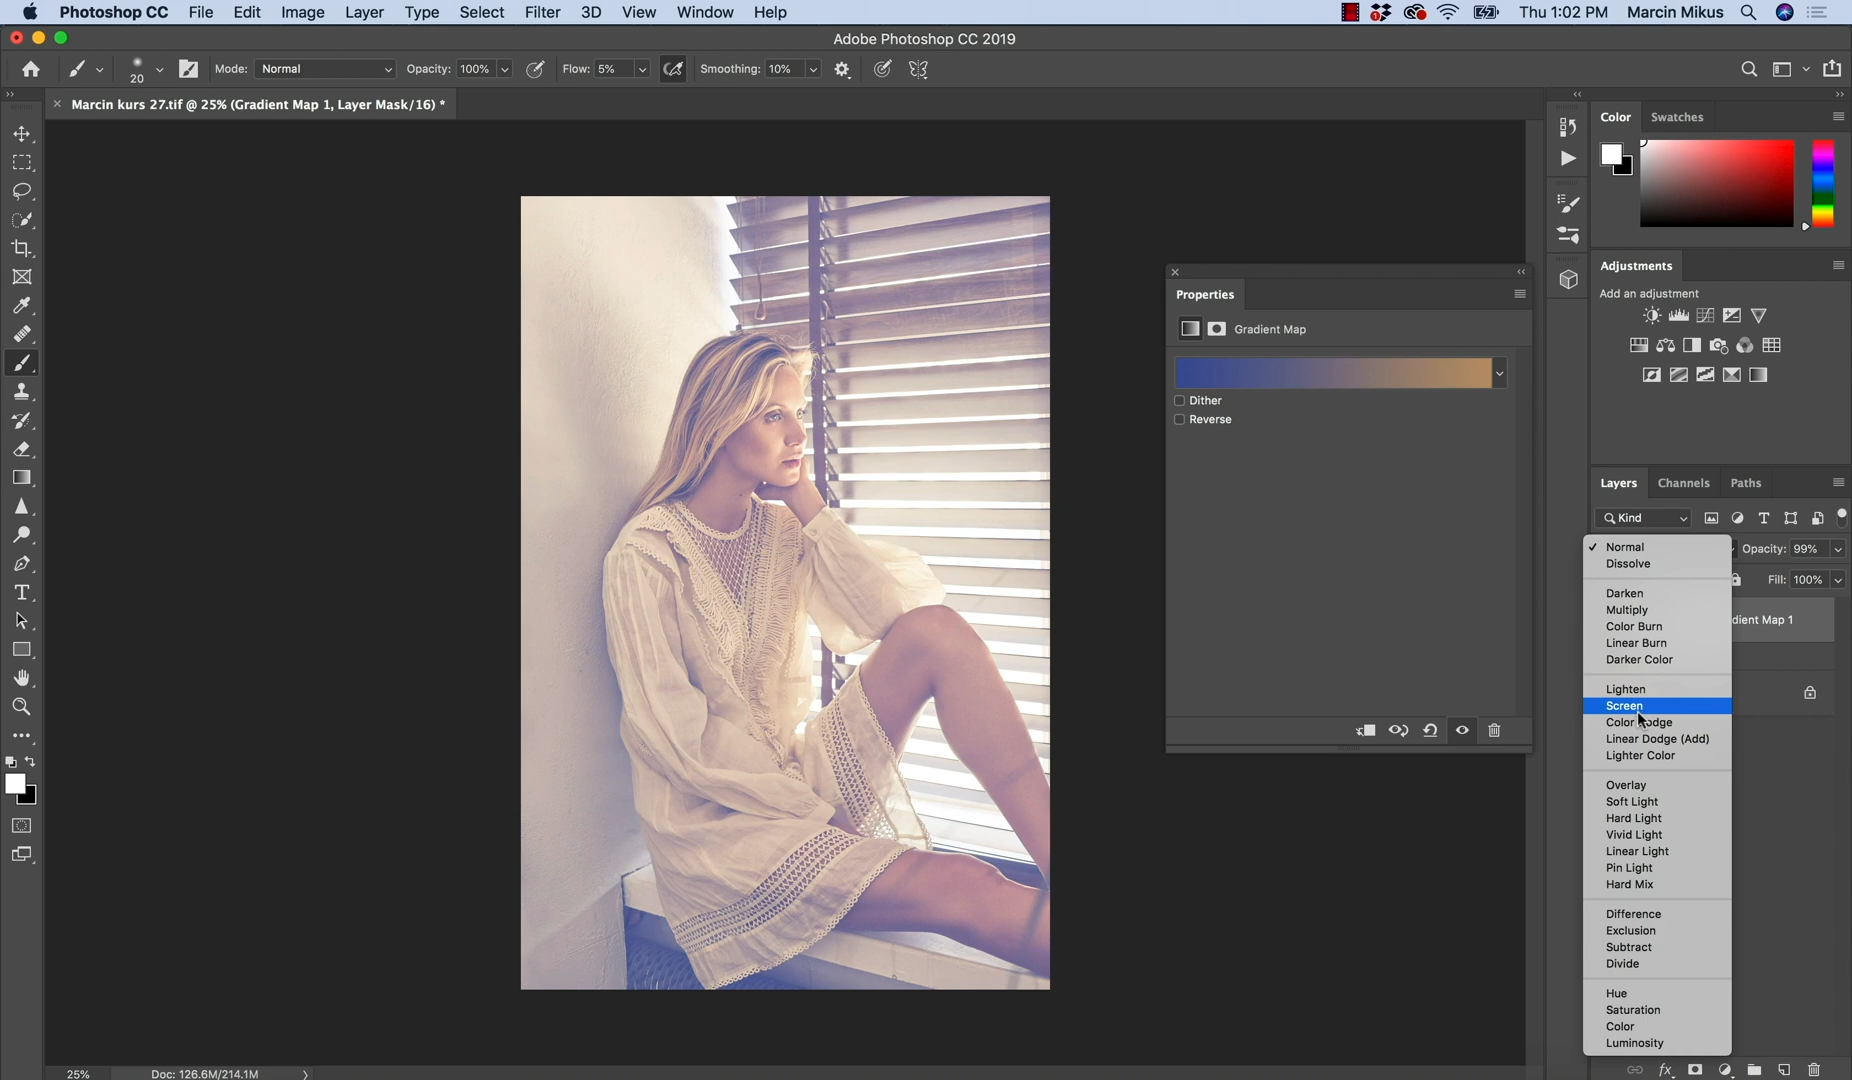 Photoshop CC File Edit Image Layer Type Select Filter 3D View Window Help 1 Thu 1:02 PM Marcin Mikus
Adobe Photoshop CC 2019
20 Mode: Normal Opacity: 100% Flow: 5% Smoothing: 10%
Marcin kurs 27.tif @ 25% (Gradient Map 1, Layer Mask/16) *
Color Swatches
Adjustments
Add an adjustment
Properties
Gradient Map
Dither
Reverse
Layers Channels Paths
Kind
Opacity: 99%
Fill: 100%
dient Map 1
Normal
Dissolve
Darken
Multiply
Color Burn
Linear Burn
Darker Color
Lighten
Screen
Color Dodge
Linear Dodge (Add)
Lighter Color
Overlay
Soft Light
Hard Light
Vivid Light
Linear Light
Pin Light
Hard Mix
Difference
Exclusion
Subtract
Divide
Hue
Saturation
Color
Luminosity
fx
25% Doc: 126.6M/214.1M